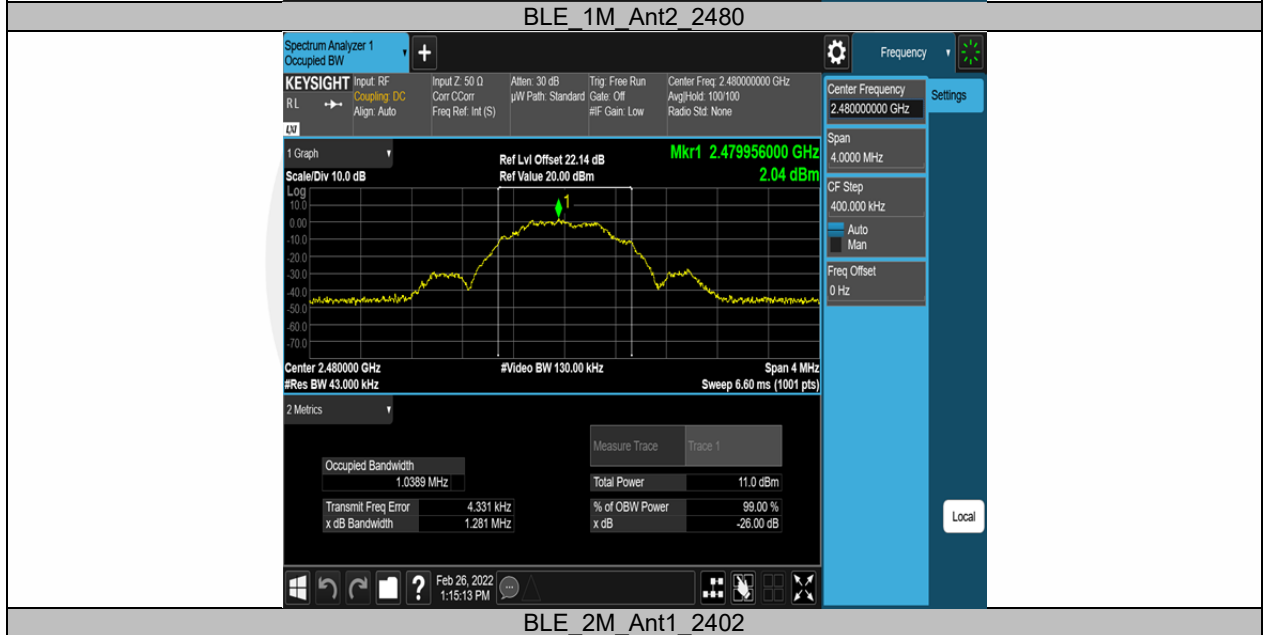 BLE_1M_Ant2_2480
Spectrum Analyzer 1
Occupied BW
Frequency
KEYSIGHT
RL
LXI
Input: RF
Coupling: DC
Align: Auto
Input Z: 50 Ω
Corr CCorr
Freq Ref: Int (S)
Atten: 30 dB
µW Path: Standard
Trig: Free Run
Gate: Off
#IF Gain: Low
Center Freq: 2.480000000 GHz
Avg|Hold: 100/100
Radio Std: None
Center Frequency
2.480000000 GHz
Settings
Span
4.0000 MHz
CF Step
400.000 kHz
Auto
Man
Freq Offset
0 Hz
Local
1 Graph
Scale/Div 10.0 dB
Ref Lvl Offset 22.14 dB
Ref Value 20.00 dBm
Mkr1 2.479956000 GHz
2.04 dBm
Log
10.0
0.00
-10.0
-20.0
-30.0
-40.0
-50.0
-60.0
-70.0
1
Center 2.480000 GHz
#Video BW 130.00 kHz
Span 4 MHz
#Res BW 43.000 kHz
Sweep 6.60 ms (1001 pts)
2 Metrics
Measure Trace Trace 1
Occupied Bandwidth
1.0389 MHz
Total Power 11.0 dBm
Transmit Freq Error 4.331 kHz
% of OBW Power 99.00 %
x dB Bandwidth 1.281 MHz
x dB -26.00 dB
Feb 26, 2022
1:15:13 PM
BLE_2M_Ant1_2402